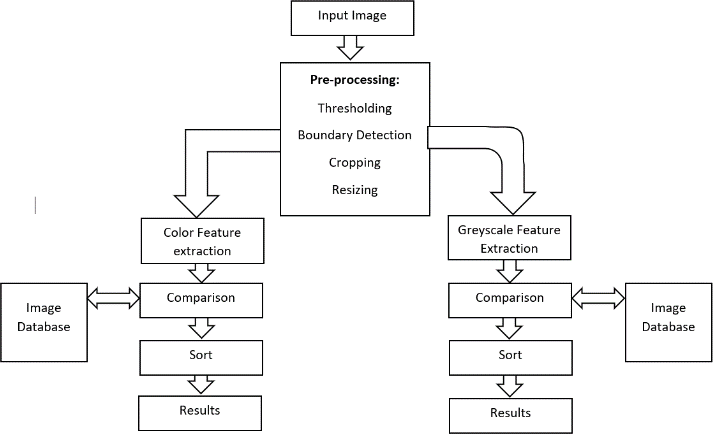 Input Image
Pre-processing:
Thresholding
Boundary Detection
Cropping
Resizing
Color Feature
extraction
Greyscale Feature
Extraction
Image
Database
Comparison
Comparison
Image
Database
Sort
Sort
Results
Results